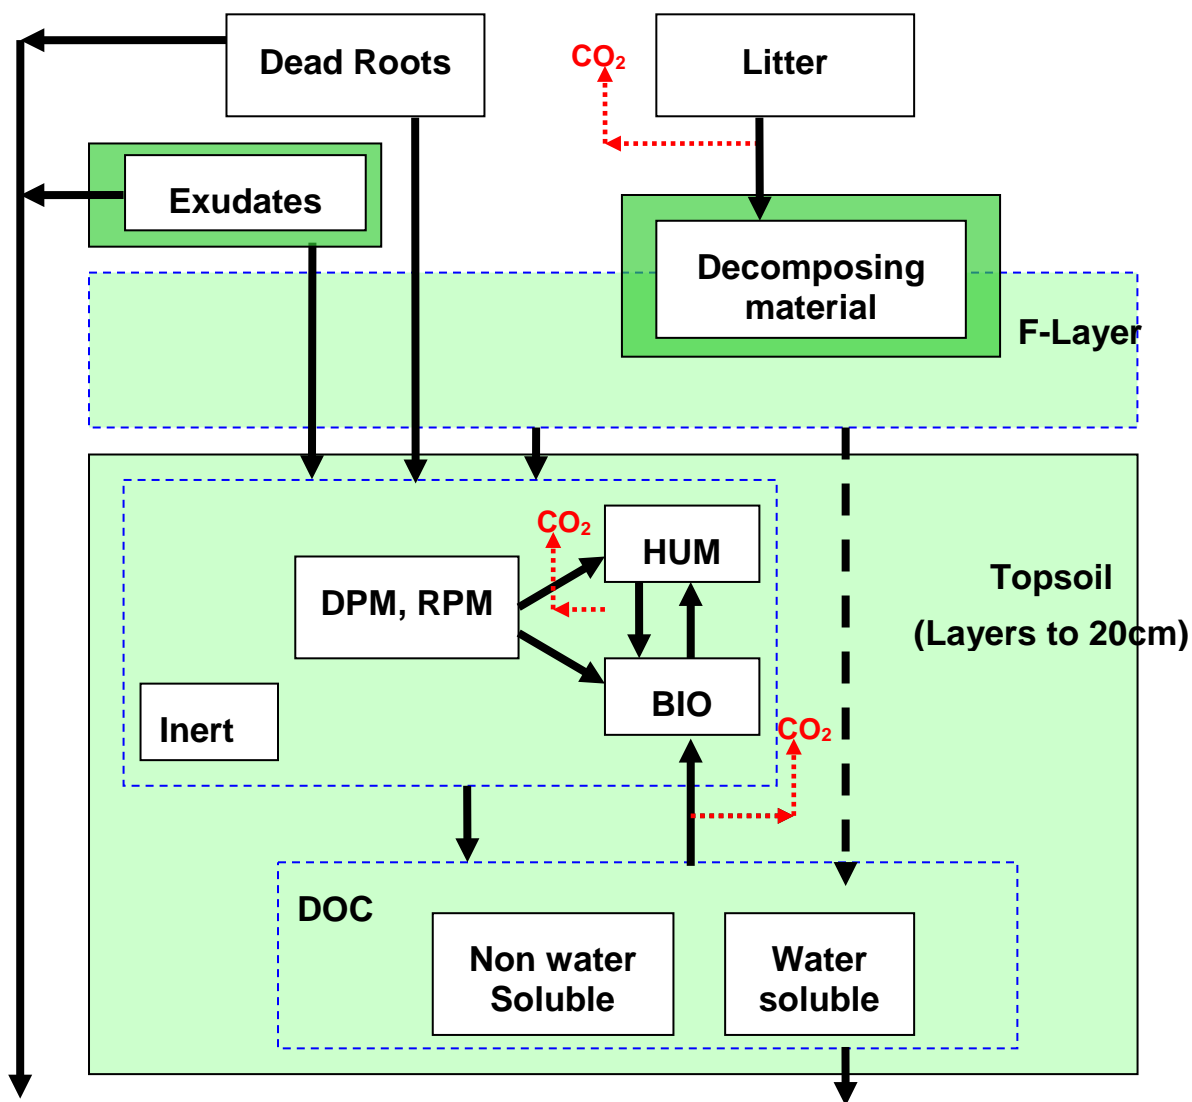 Dead Roots
CO₂
Litter
Exudates
Decomposing
material
F-Layer
CO₂
HUM
DPM, RPM
Topsoil
(Layers to 20cm)
BIO
Inert
CO₂
DOC
Non water
Soluble
Water
soluble